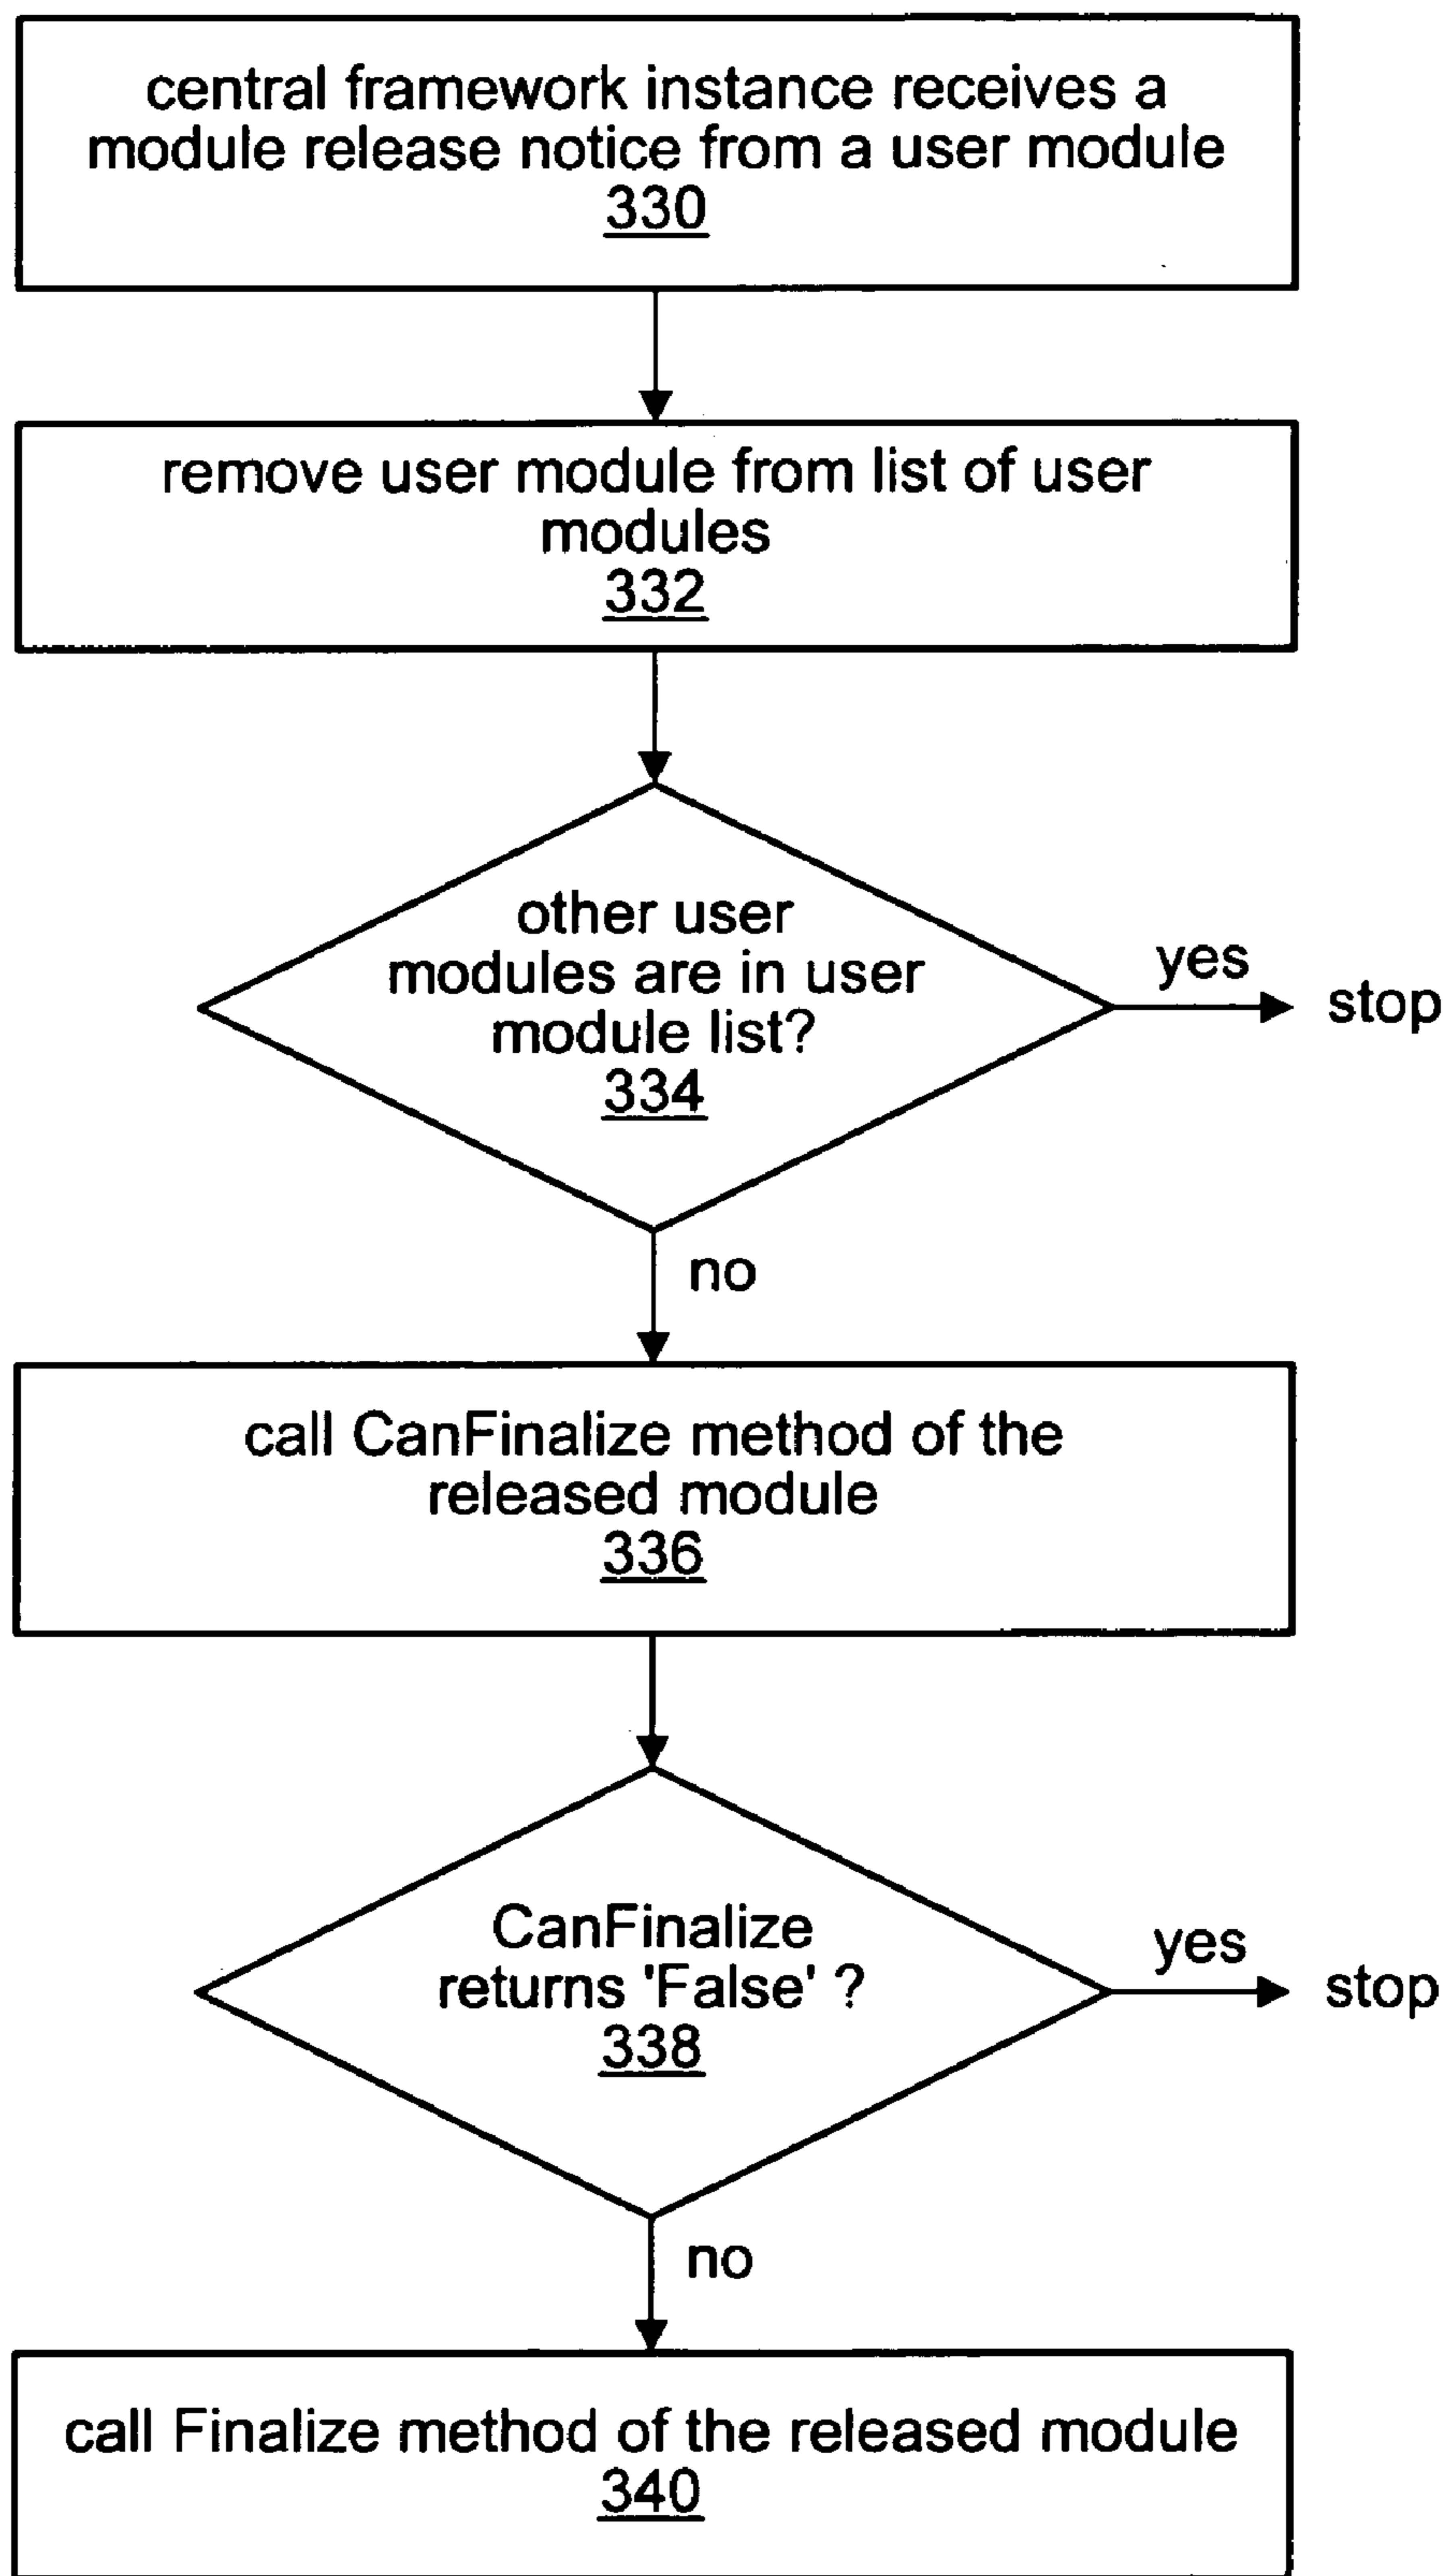 central framework instance receives a
module release notice from a user module
330
remove user module from list of user
modules
332
other user
modules are in user
module list?
334
yes
stop
no
call CanFinalize method of the
released module
336
CanFinalize
returns 'False' ?
338
yes
stop
no
call Finalize method of the released module
340